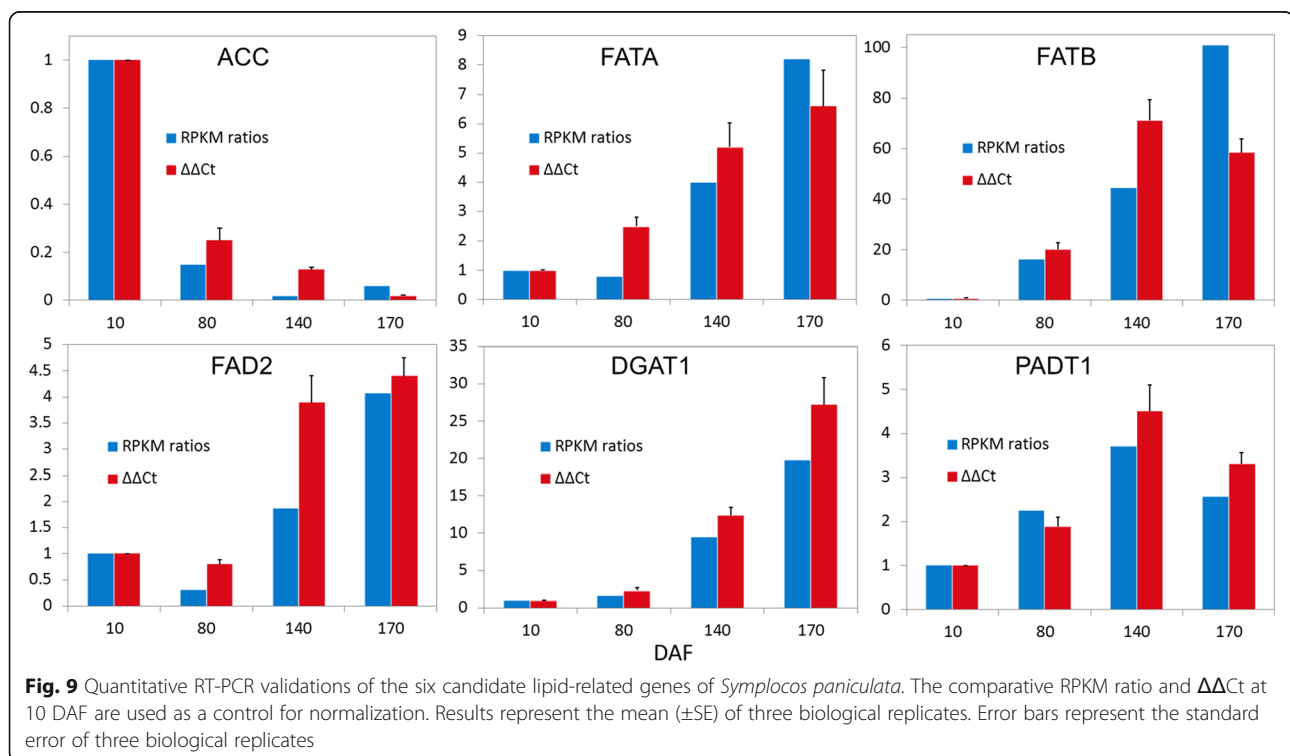 ACC
1
0.8
0.6
0.4
0.2
0
RPKM ratios
ΔΔCt
10 80 140 170
FATA
8
7
6
5
4
3
2
1
0
RPKM ratios
ΔΔCt
10 80 140 170
FATB
100
80
60
40
20
0
RPKM ratios
ΔΔCt
10 80 140 170
FAD2
5
4.5
4
3.5
3
2.5
2
1.5
1
0.5
0
RPKM ratios
ΔΔCt
10 80 140 170
DGAT1
35
30
25
20
15
10
5
0
RPKM ratios
ΔΔCt
10 80 140 170
DAF
PADT1
6
5
4
3
2
1
0
RPKM ratios
ΔΔCt
10 80 140 170
Fig. 9 Quantitative RT-PCR validations of the six candidate lipid-related genes of Symplocos paniculata. The comparative RPKM ratio and ΔΔCt at
10 DAF are used as a control for normalization. Results represent the mean (±SE) of three biological replicates. Error bars represent the standard
error of three biological replicates